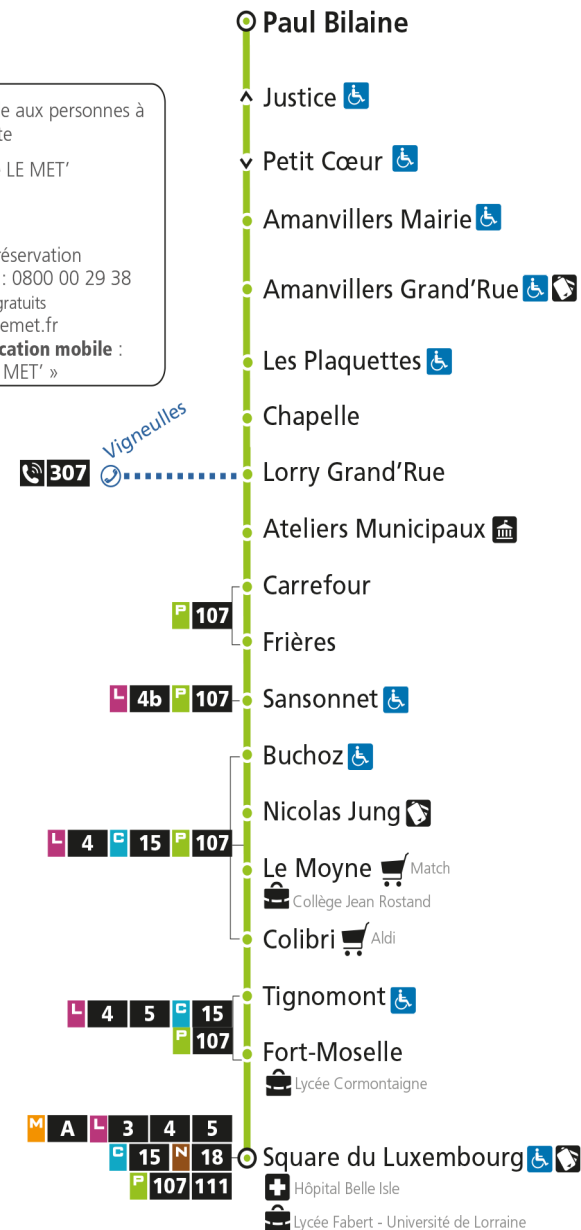 Paul Bilaine
Justice
Petit Cœur
Amanvillers Mairie
Amanvillers Grand'Rue
Les Plaquettes
Chapelle
e aux personnes à
te
LE MET'
éservation
: 0800 00 29 38
gratuits
emet.fr
cation mobile :
MET' »
Vigneulles
307
Lorry Grand'Rue
Ateliers Municipaux
Carrefour
P 107
Frières
L 4b P 107
Sansonnet
Buchoz
Nicolas Jung
L 4 C 15 P 107
Le Moyne Match
Collège Jean Rostand
Colibri Aldi
Tignomont
L 4 5 C 15
P 107
Fort-Moselle
Lycée Cormontaigne
M A L 3 4 5
C 15 N 18
P 107 111
Square du Luxembourg
Hôpital Belle Isle
Lycée Fabert - Université de Lorraine